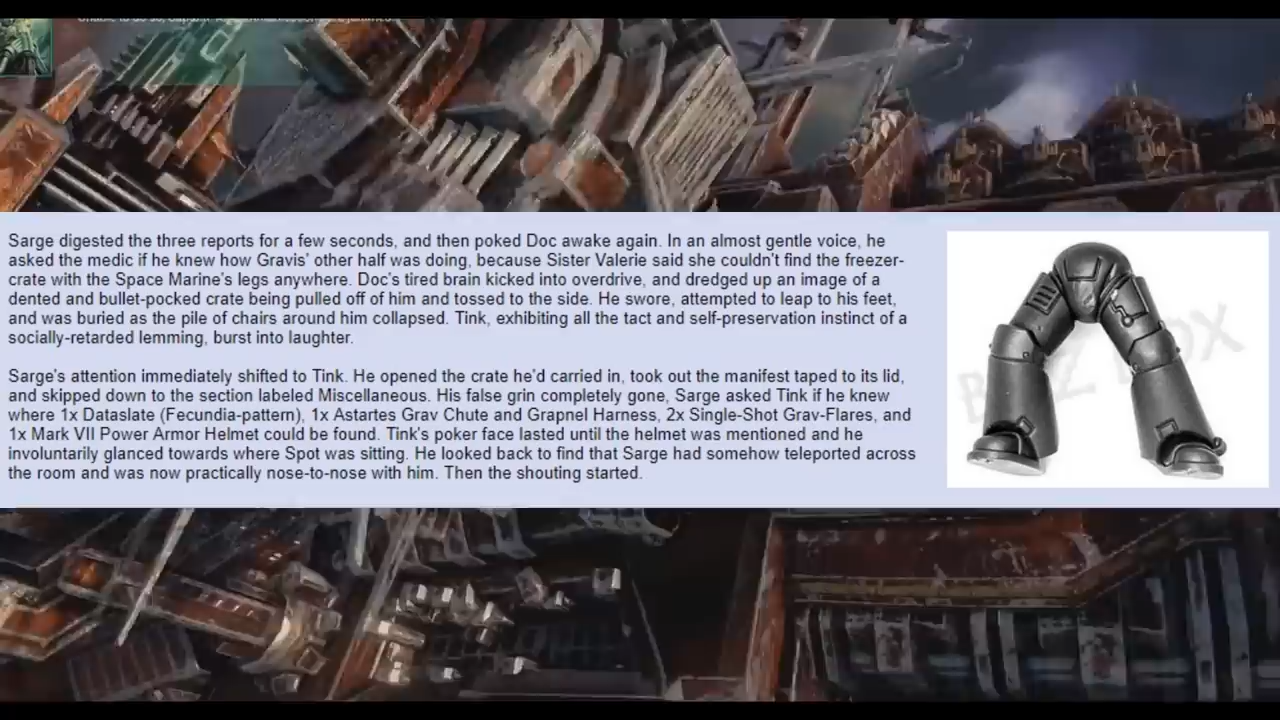 Sarge digested the three reports for a few seconds, and then poked Doc awake again. In an almost gentle voice, he
asked the medic if he knew how Gravis' other half was doing, because Sister Valerie said she couldn't find the freezer-
crate with the Space Marine's legs anywhere. Doc's tired brain kicked into overdrive, and dredged up an image of a
dented and bullet-pocked crate being pulled off of him and tossed to the side. He swore, attempted to leap to his feet,
and was buried as the pile of chairs around him collapsed. Tink, exhibiting all the tact and self-preservation instinct of a
socially-retarded lemming, burst into laughter.
Sarge's attention immediately shifted to Tink. He opened the crate he'd carried in, took out the manifest taped to its lid,
and skipped down to the section labeled Miscellaneous. His false grin completely gone, Sarge asked Tink if he knew
where 1x Dataslate (Fecundia-pattern), 1x Astartes Grav Chute and Grapnel Harness, 2x Single-Shot Grav-Flares, and
1x Mark VII Power Armor Helmet could be found. Tink's poker face lasted until the helmet was mentioned and he
involuntarily glanced towards where Spot was sitting. He looked back to find that Sarge had somehow teleported across
the room and was now practically nose-to-nose with him. Then the shouting started.